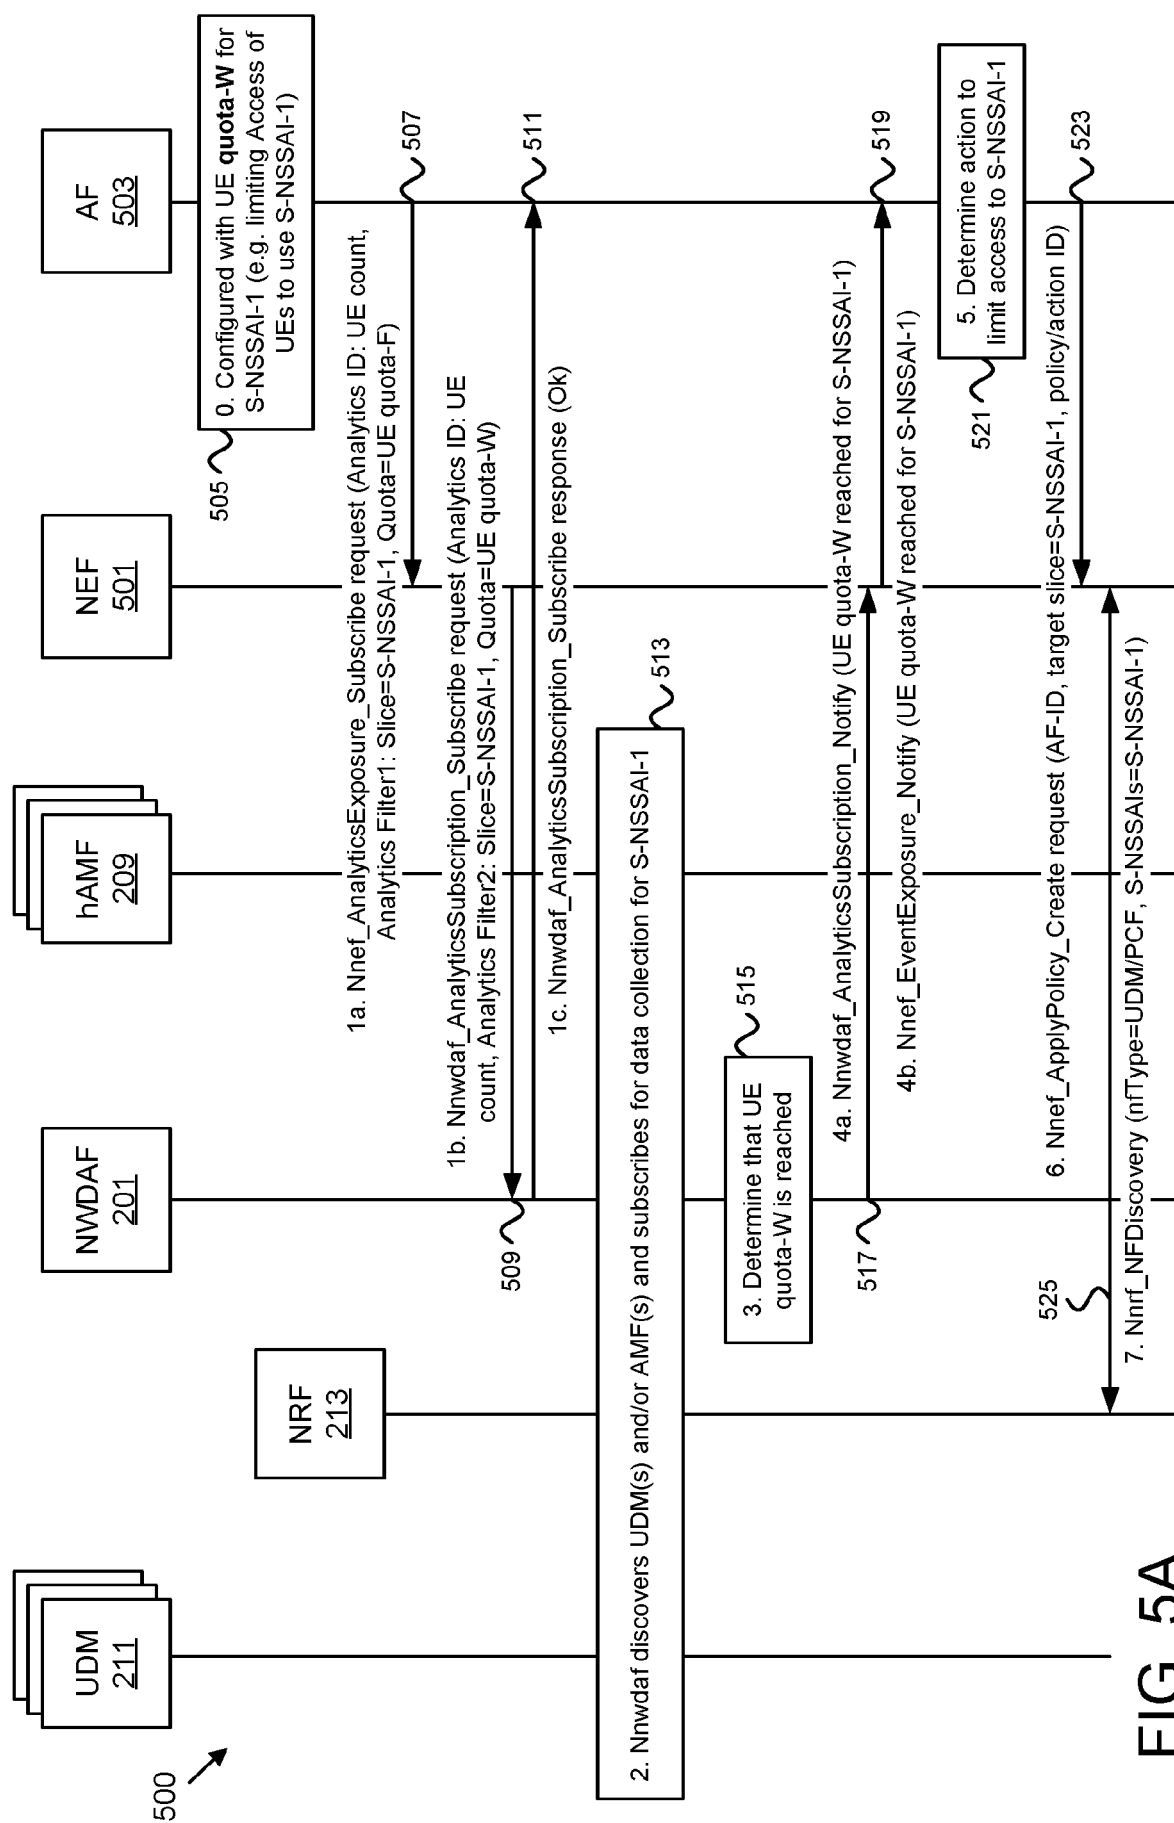 500
UDM
211
NRF
213
NWDAF
201
hAMF
209
NEF
501
AF
503
505
0. Configured with UE quota-W for
S-NSSAI-1 (e.g. limiting Access of
UEs to use S-NSSAI-1)
1a. Nnef_AnalyticsExposure_Subscribe request (Analytics ID: UE count,
Analytics Filter1: Slice=S-NSSAI-1, Quota=UE quota-F)
507
1b. Nnwdaf_AnalyticsSubscription_Subscribe request (Analytics ID: UE
count, Analytics Filter2: Slice=S-NSSAI-1, Quota=UE quota-W)
509
511
1c. Nnwdaf_AnalyticsSubscription_Subscribe response (Ok)
2. Nnwdaf discovers UDM(s) and/or AMF(s) and subscribes for data collection for S-NSSAI-1
513
3. Determine that UE
quota-W is reached
515
4a. Nnwdaf_AnalyticsSubscription_Notify (UE quota-W reached for S-NSSAI-1)
517
519
4b. Nnef_EventExposure_Notify (UE quota-W reached for S-NSSAI-1)
5. Determine action to
limit access to S-NSSAI-1
521
6. Nnef_ApplyPolicy_Create request (AF-ID, target slice=S-NSSAI-1, policy/action ID)
523
525
7. Nnrf_NFDiscovery (nfType=UDM/PCF, S-NSSAIs=S-NSSAI-1)
FIG. 5A